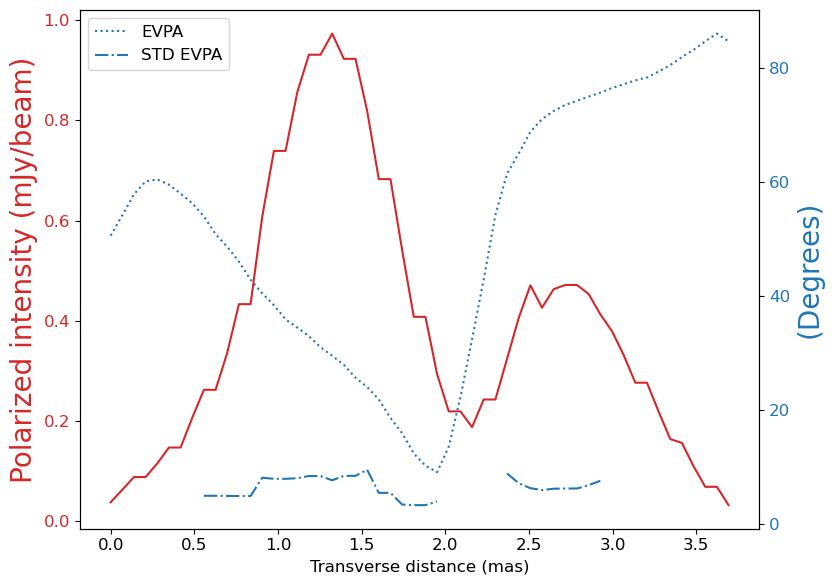 EVPA
STD EVPA
Polarized intensity (mJy/beam)
1.0
0.8
0.6
0.4
0.2
0.0
80
60
40
20
0
(Degrees)
0.0 0.5 1.0 1.5 2.0 2.5 3.0 3.5
Transverse distance (mas)